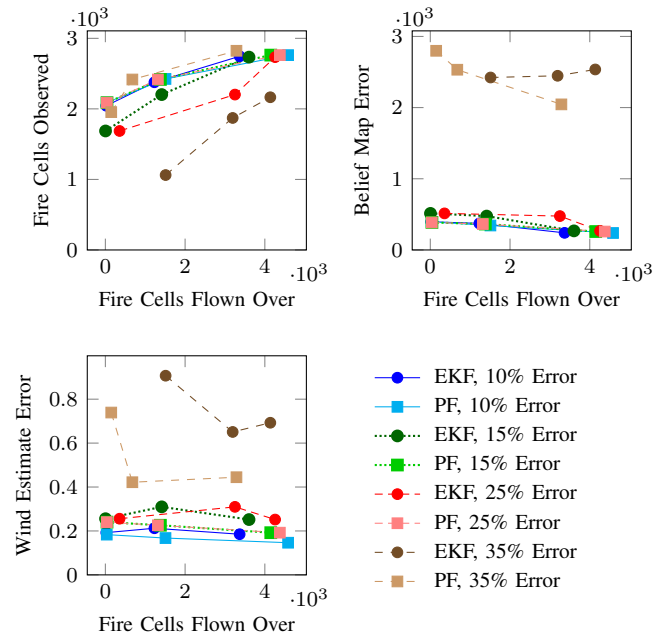 ·10³
3
2
1
0
Fire Cells Observed
0
2
4
·10³
Fire Cells Flown Over
·10³
3
2
1
0
Belief Map Error
0
2
4
·10³
Fire Cells Flown Over
0.8
0.6
0.4
0.2
0
Wind Estimate Error
0
2
4
·10³
Fire Cells Flown Over
EKF, 10% Error
PF, 10% Error
EKF, 15% Error
PF, 15% Error
EKF, 25% Error
PF, 25% Error
EKF, 35% Error
PF, 35% Error